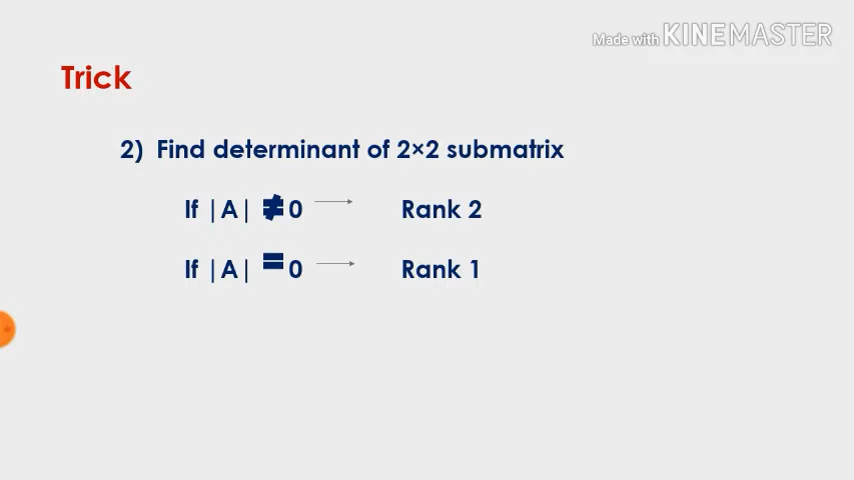 Made with KINEMASTER
Trick
2) Find determinant of 2×2 submatrix
If |A| ≠ 0 → Rank 2
If |A| = 0 → Rank 1